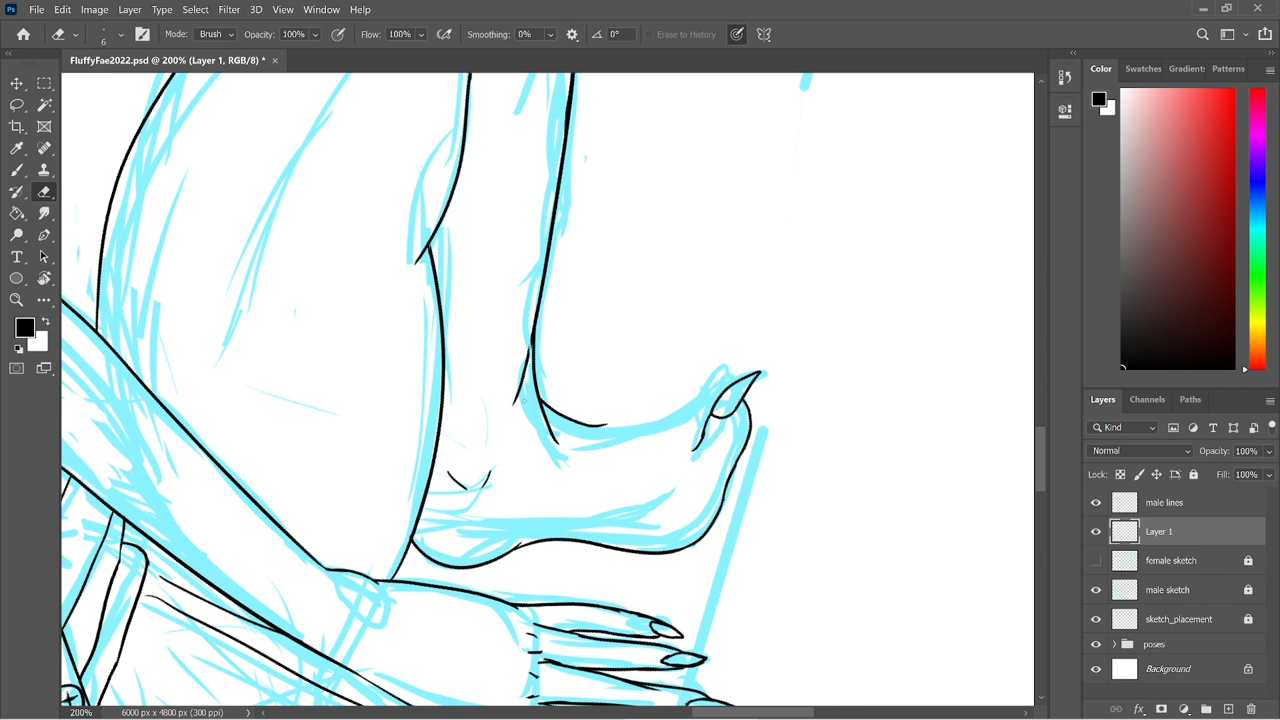 Ps File Edit Image Layer Type Select Filter 3D View Window Help
6 Mode: Brush Opacity: 100% Flow: 100% Smoothing: 0% 0° Erase to History
FluffyFae2022.psd @ 200% (Layer 1, RGB/8) * ×
Color Swatches Gradients Patterns
Layers Channels Paths
Kind
Normal Opacity: 100%
Lock: Fill: 100%
male lines
Layer 1
female sketch
male sketch
sketch_placement
poses
Background
200% 6000 px x 4800 px (300 ppi)